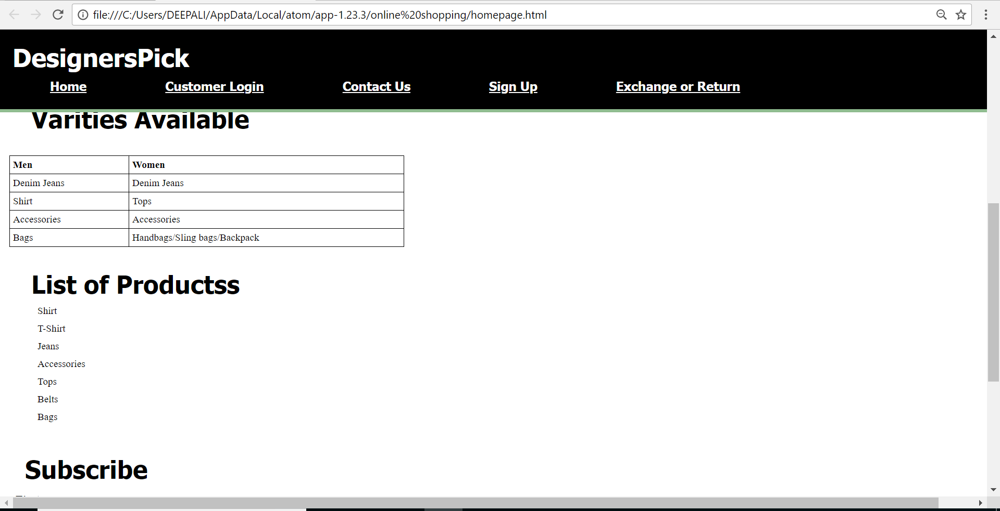 file:///C:/Users/DEEPALI/AppData/Local/atom/app-1.23.3/online%20shopping/homepage.html
DesignersPick
Home Customer Login Contact Us Sign Up Exchange or Return
Varities Available
Men Women
Denim Jeans Denim Jeans
Shirt Tops
Accessories Accessories
Bags Handbags/Sling bags/Backpack
List of Productss
Shirt
T-Shirt
Jeans
Accessories
Tops
Belts
Bags
Subscribe